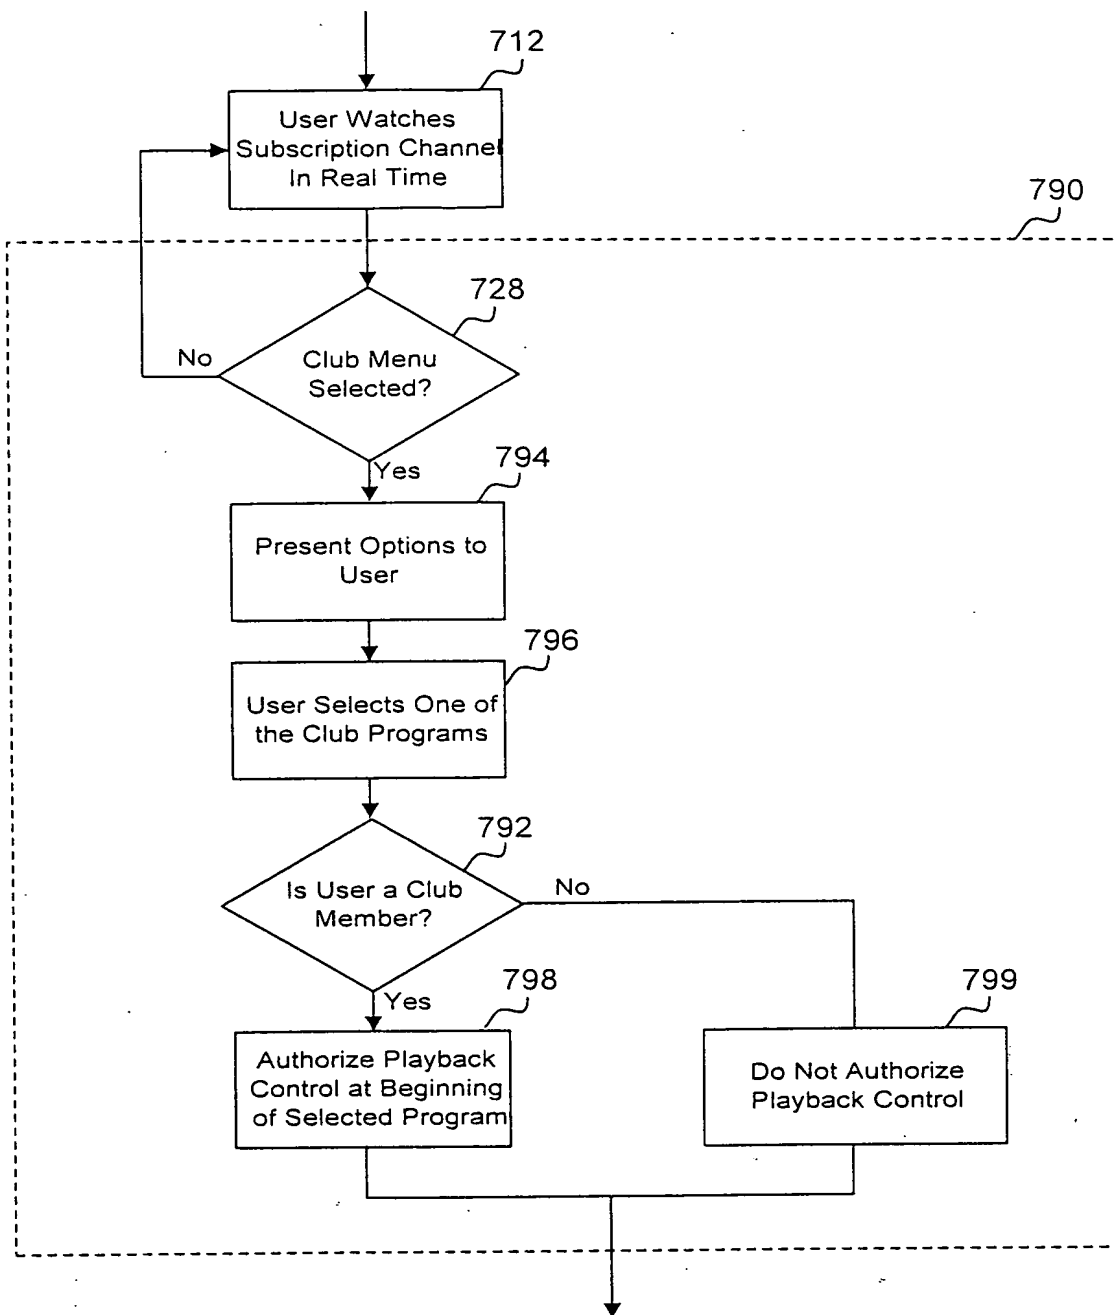 712
User Watches
Subscription Channel
In Real Time
790
728
No
Club Menu
Selected?
Yes
794
Present Options to
User
796
User Selects One of
the Club Programs
792
No
Is User a Club
Member?
Yes
798
799
Authorize Playback
Control at Beginning
of Selected Program
Do Not Authorize
Playback Control